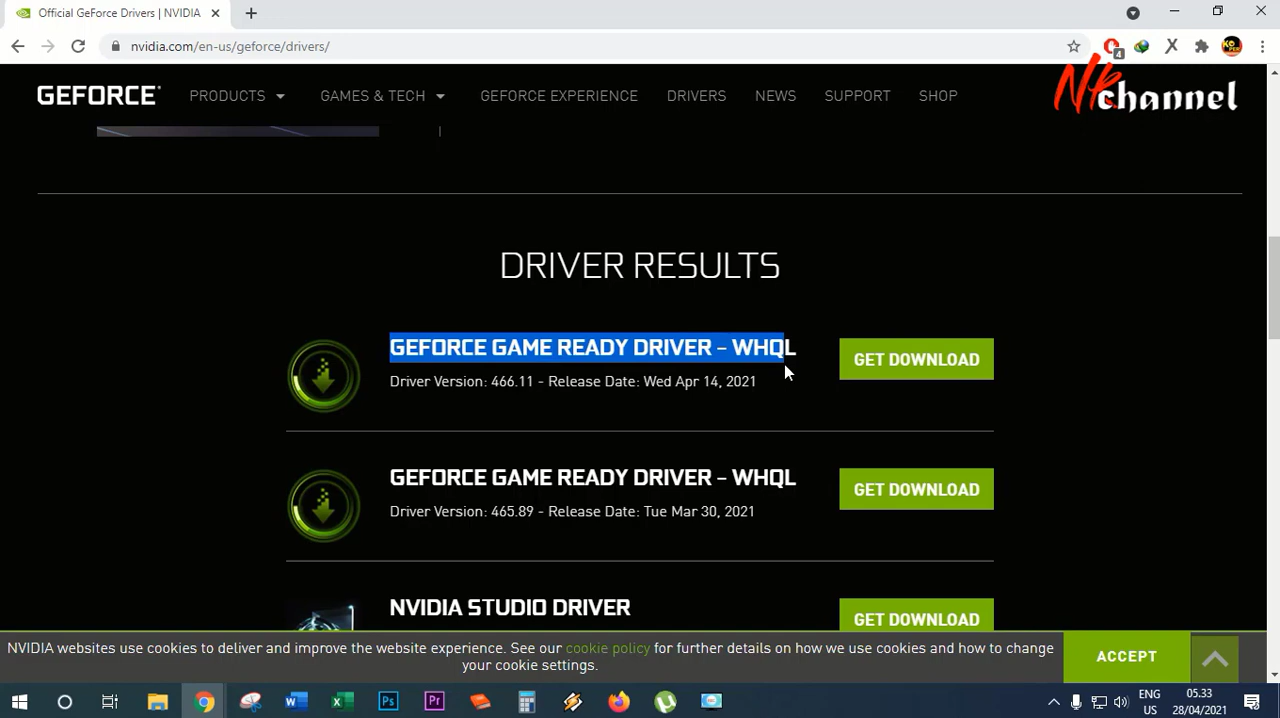 Official GeForce Drivers | NVIDIA
nvidia.com/en-us/geforce/drivers/
4
GEFORCE
PRODUCTS
GAMES & TECH
GEFORCE EXPERIENCE
DRIVERS
NEWS
SUPPORT
SHOP
NK channel
DRIVER RESULTS
GEFORCE GAME READY DRIVER – WHQL
Driver Version: 466.11 - Release Date: Wed Apr 14, 2021
GET DOWNLOAD
GEFORCE GAME READY DRIVER – WHQL
Driver Version: 465.89 - Release Date: Tue Mar 30, 2021
GET DOWNLOAD
NVIDIA STUDIO DRIVER
GET DOWNLOAD
NVIDIA websites use cookies to deliver and improve the website experience. See our cookie policy for further details on how we use cookies and how to change
your cookie settings.
ACCEPT
Ps
Pr
ENG
US
05.33
28/04/2021